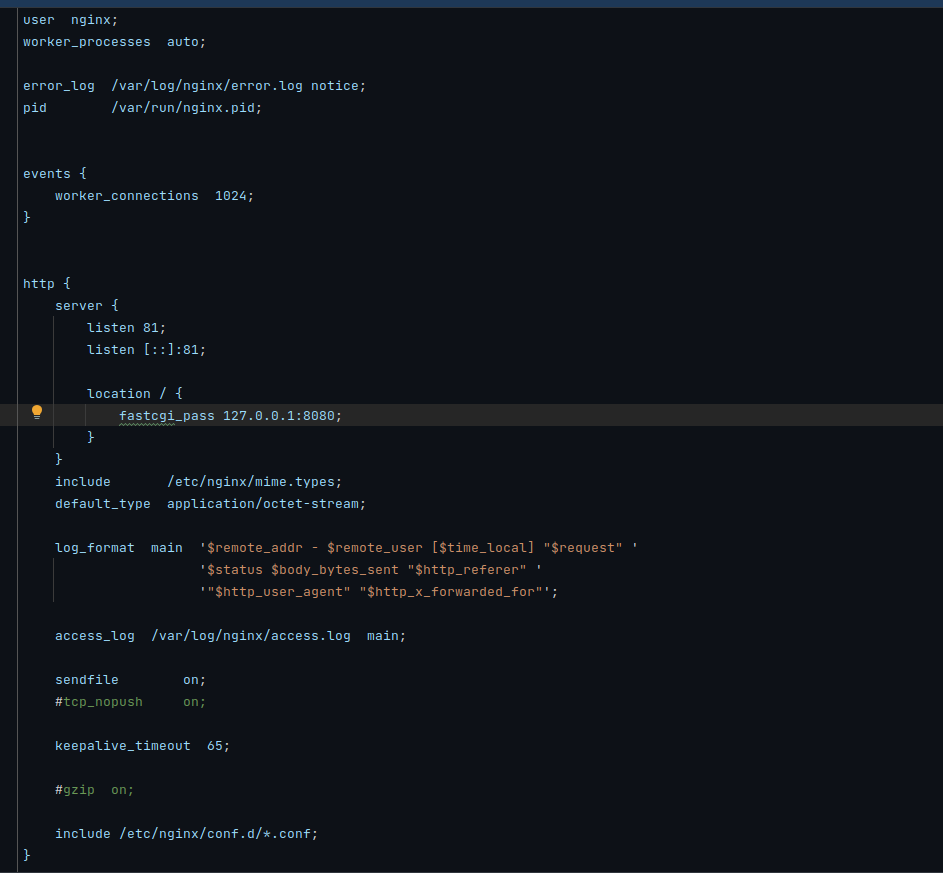 user  nginx;
worker_processes  auto;

error_log  /var/log/nginx/error.log notice;
pid        /var/run/nginx.pid;


events {
    worker_connections  1024;
}


http {
    server {
        listen 81;
        listen [::]:81;

        location / {
            fastcgi_pass 127.0.0.1:8080;
        }
    }
    include       /etc/nginx/mime.types;
    default_type  application/octet-stream;

    log_format  main  '$remote_addr - $remote_user [$time_local] "$request" '
                      '$status $body_bytes_sent "$http_referer" '
                      '"$http_user_agent" "$http_x_forwarded_for"';

    access_log  /var/log/nginx/access.log  main;

    sendfile        on;
    #tcp_nopush     on;

    keepalive_timeout  65;

    #gzip  on;

    include /etc/nginx/conf.d/*.conf;
}